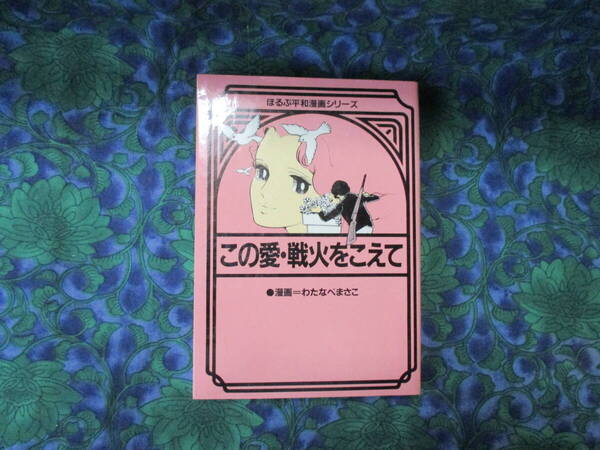 ほるぷ平和漫画シリーズ
この愛・戦火をこえて
●漫画＝わたなべまさこ